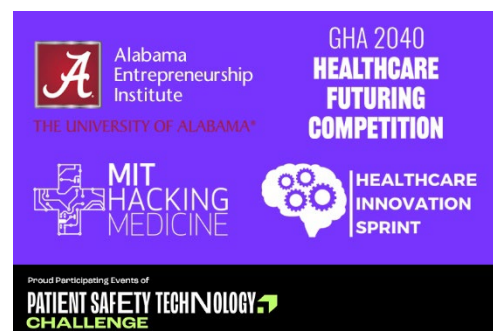 Alabama
Entrepreneurship
Institute
THE UNIVERSITY OF ALABAMA®
GHA 2040
HEALTHCARE
FUTURING
COMPETITION
MIT
HACKING
MEDICINE
HEALTHCARE
INNOVATION
SPRINT
Proud Participating Events of
PATIENT SAFETY TECHNOLOGY
CHALLENGE